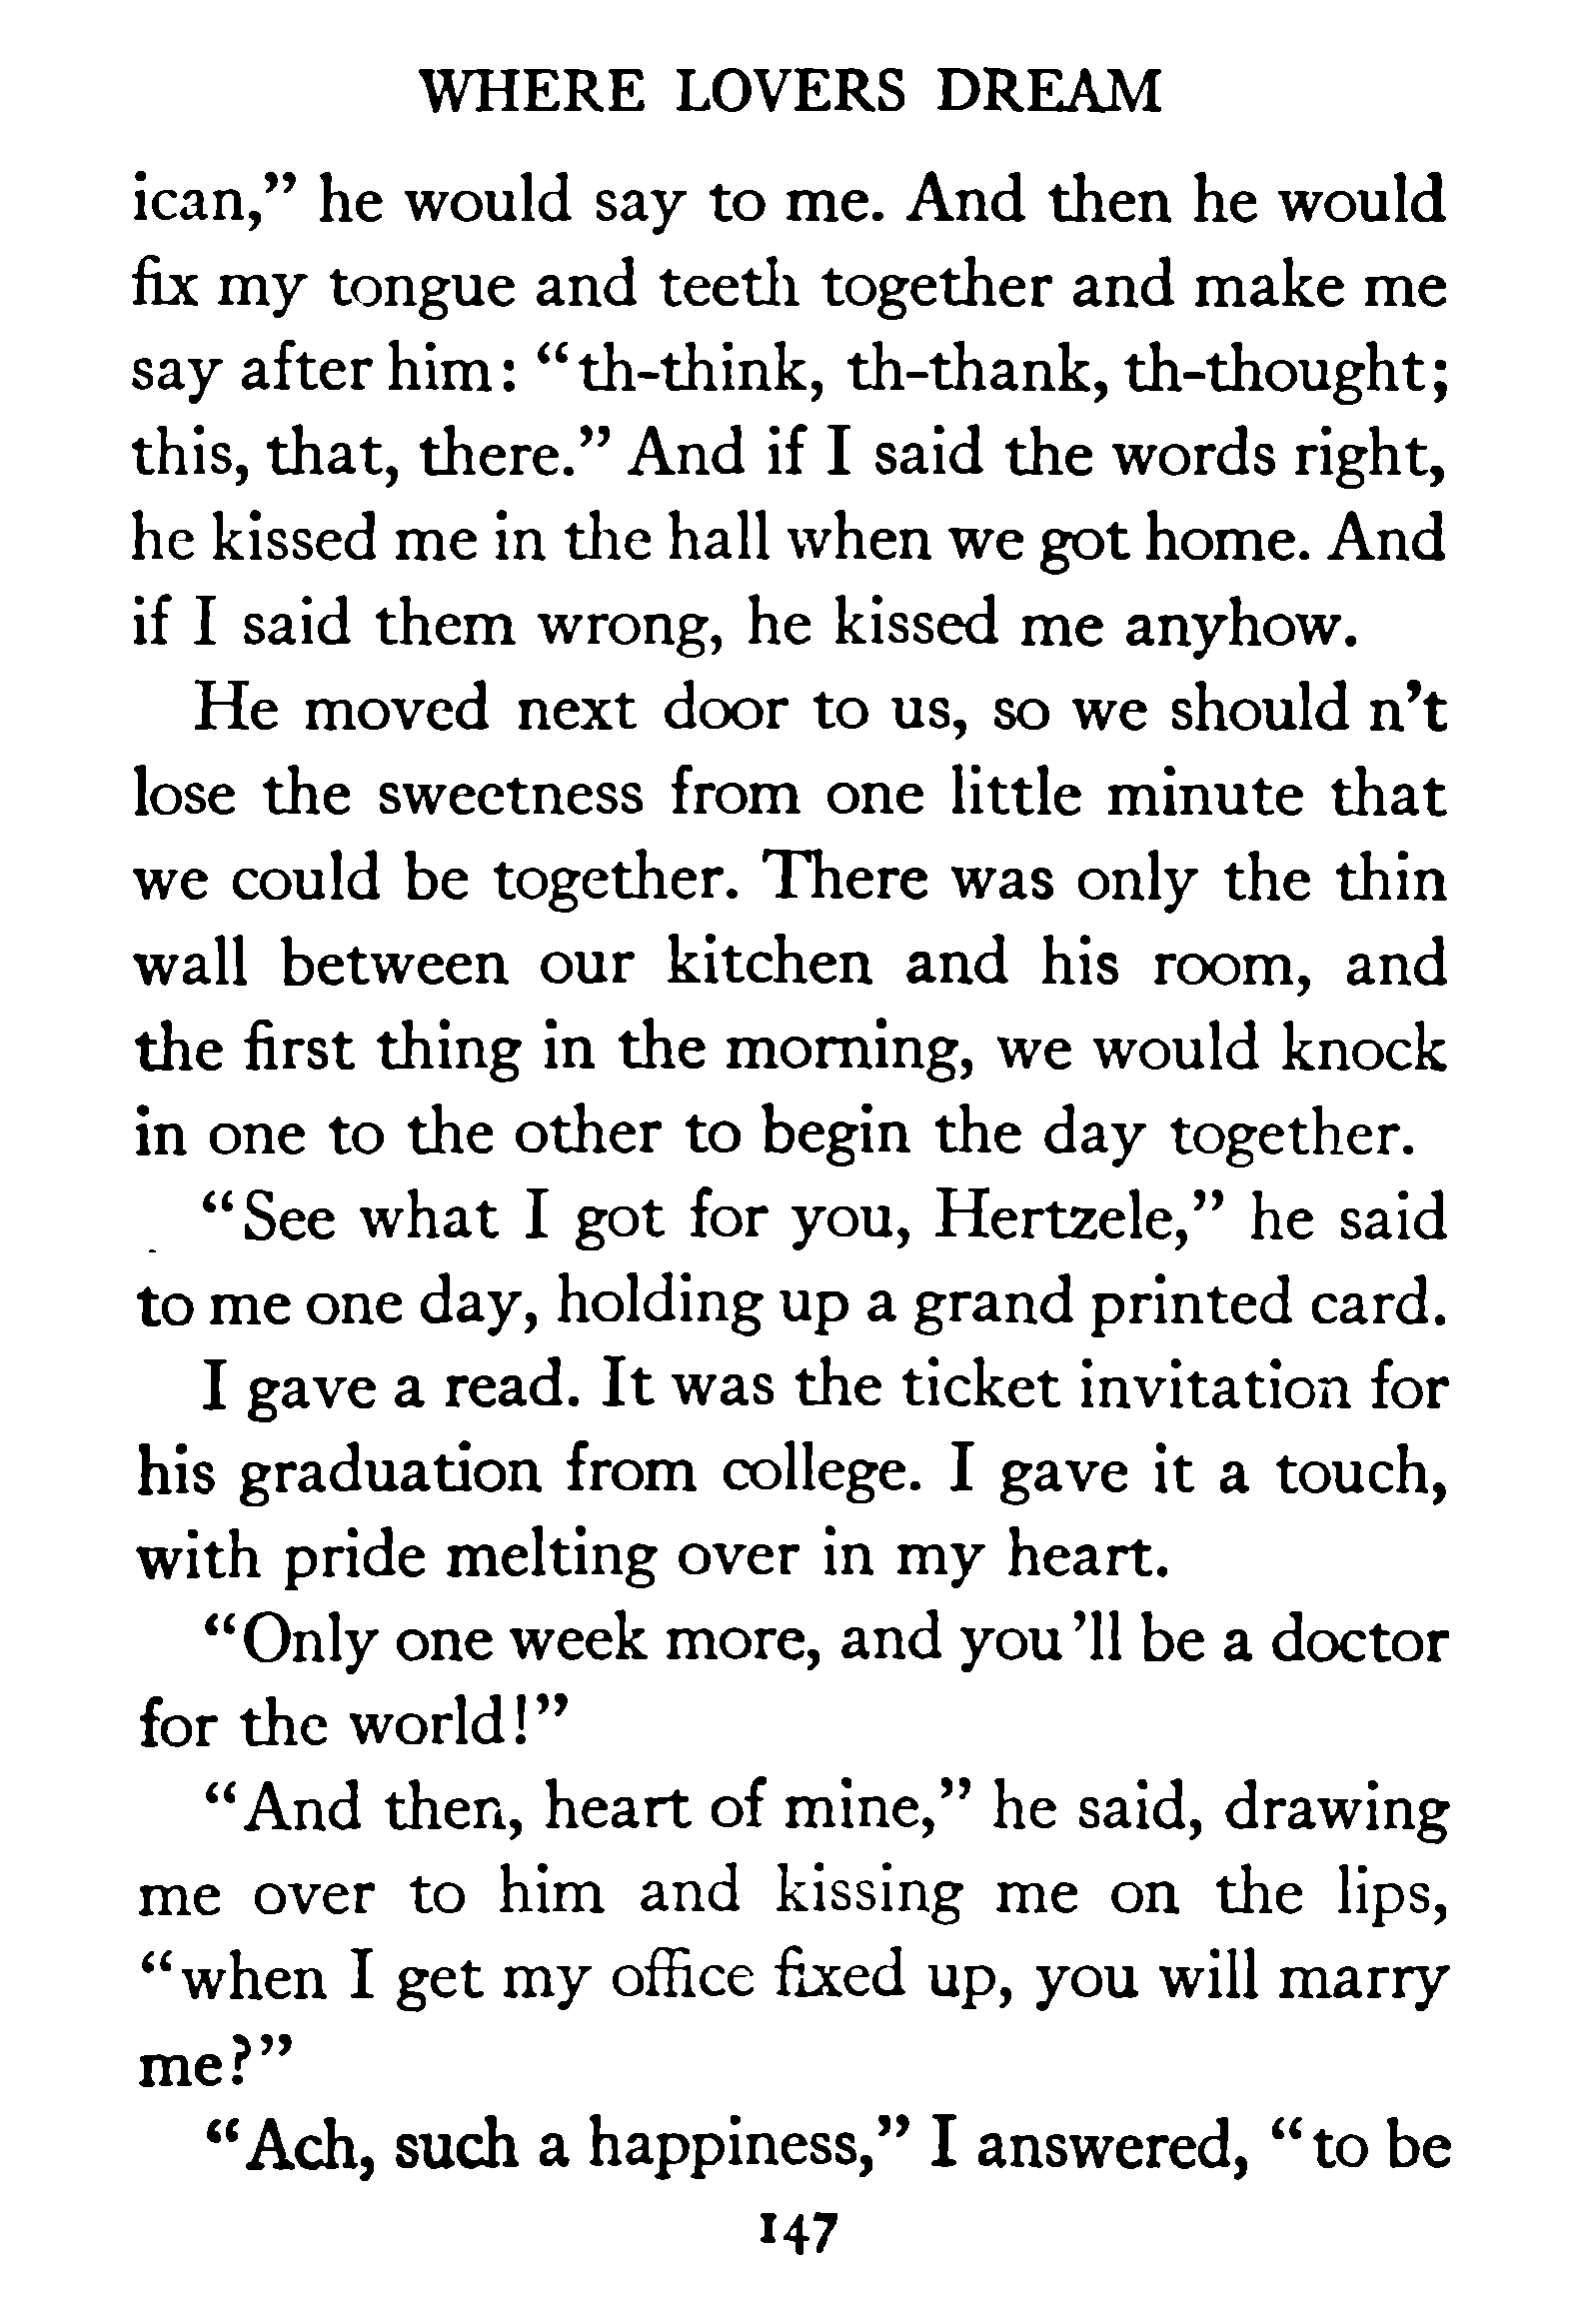 WHERE LOVERS DREAM
ican,” he would say to me. And then he would
fix my tongue and teeth together and make me
say after him: “th-think, th-thank, th-thought;
this, that, there.” And if I said the words right,
he kissed me in the hall when we got home. And
if I said them wrong, he kissed me anyhow.
He moved next door to us, so we should n’t
lose the sweetness from one little minute that
we could be together. There was only the thin
wall between our kitchen and his room, and
the first thing in the morning, we would knock
in one to the other to begin the day together.
“See what I got for you, Hertzele,” he said
to me one day, holding up a grand printed card.
I gave a read. It was the ticket invitation for
his graduation from college. I gave it a touch,
with pride melting over in my heart.
“Only one week more, and you ’ll be a doctor
for the world!”
“And then, heart of mine,” he said, drawing
me over to him and kissing me on the lips,
“when I get my office fixed up, you will marry
me?”
“Ach, such a happiness,” I answered, “to be
147